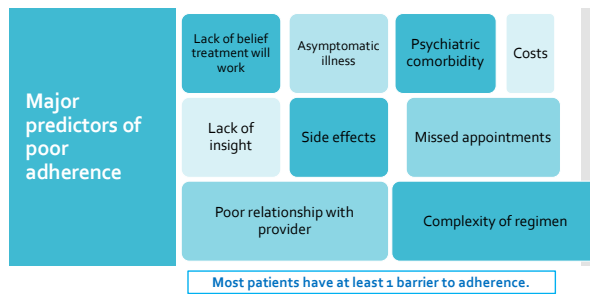 Major
predictors of
poor
adherence
Lack of belief
treatment will
work
Asymptomatic
illness
Psychiatric
comorbidity
Costs
Lack of
insight
Side effects
Missed appointments
Poor relationship with
provider
Complexity of regimen
Most patients have at least 1 barrier to adherence.